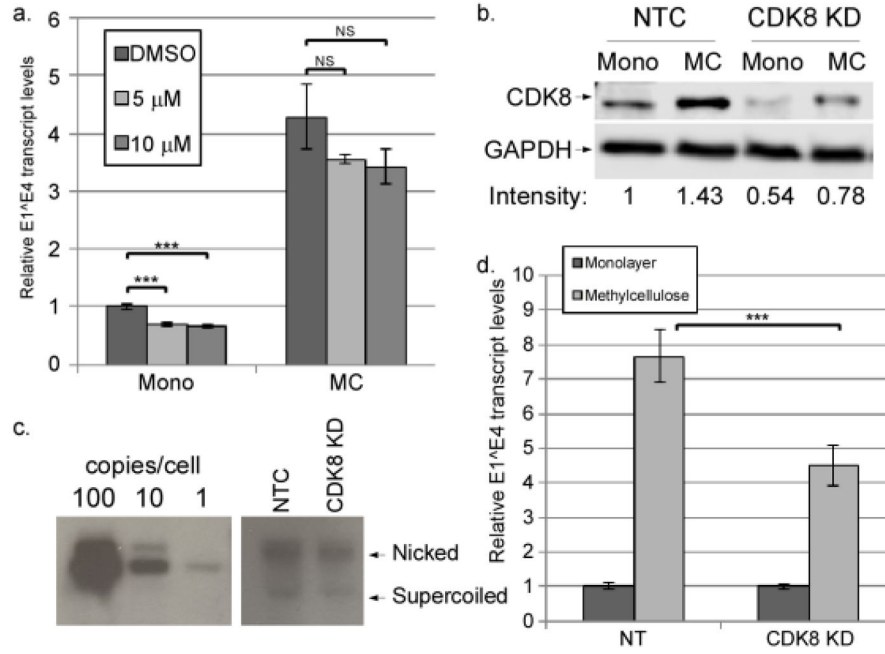 a.
Relative E1^E4 transcript levels
7
6
5
4
3
2
1
0
DMSO
5 µM
10 µM
NS
NS
***
***
Mono MC
b.
NTC CDK8 KD
Mono MC Mono MC
CDK8
GAPDH
Intensity: 1 1.43 0.54 0.78
c.
copies/cell
100 10 1
NTC
CDK8 KD
Nicked
Supercoiled
d.
Relative E1^E4 transcript levels
10
9
8
7
6
5
4
3
2
1
0
Monolayer
Methylcellulose
***
NT CDK8 KD